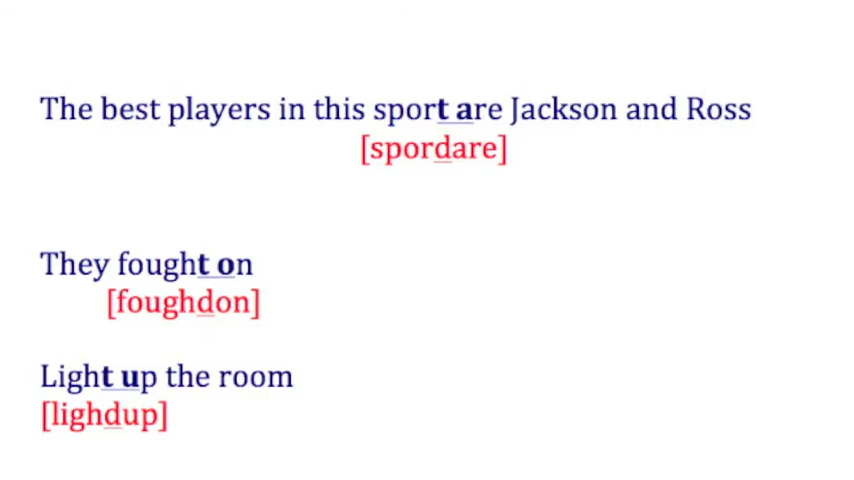 The best players in this sport are Jackson and Ross
[spordare]
They fought on
[foughdon]
Light up the room
[lighdup]